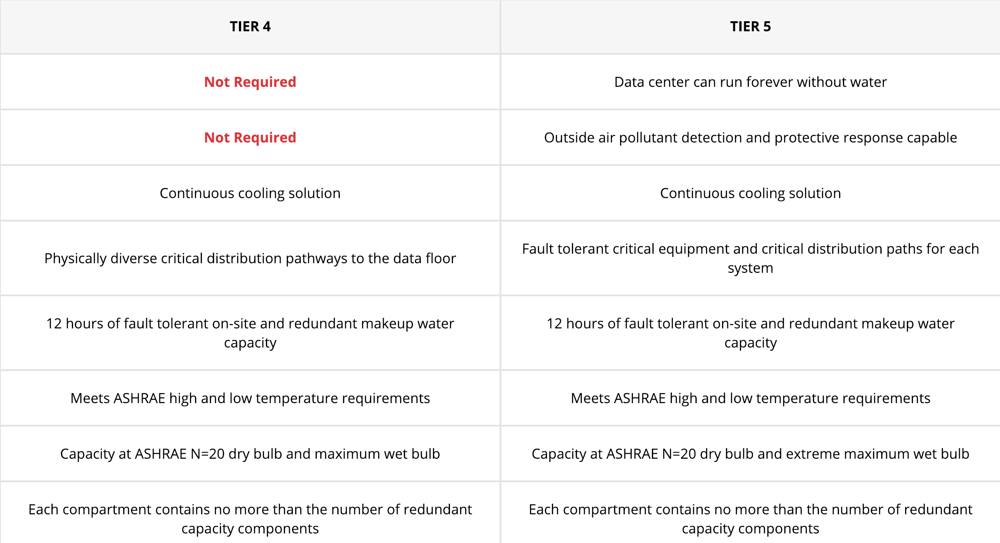 TIER 4
TIER 5
Not Required
Data center can run forever without water
Not Required
Outside air pollutant detection and protective response capable
Continuous cooling solution
Continuous cooling solution
Physically diverse critical distribution pathways to the data floor
Fault tolerant critical equipment and critical distribution paths for each
system
12 hours of fault tolerant on-site and redundant makeup water
capacity
12 hours of fault tolerant on-site and redundant makeup water
capacity
Meets ASHRAE high and low temperature requirements
Meets ASHRAE high and low temperature requirements
Capacity at ASHRAE N=20 dry bulb and maximum wet bulb
Capacity at ASHRAE N=20 dry bulb and extreme maximum wet bulb
Each compartment contains no more than the number of redundant
capacity components
Each compartment contains no more than the number of redundant
capacity components